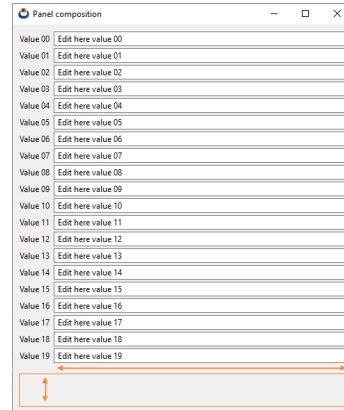 Panel composition
Value 00 Edit here value 00
Value 01 Edit here value 01
Value 02 Edit here value 02
Value 03 Edit here value 03
Value 04 Edit here value 04
Value 05 Edit here value 05
Value 06 Edit here value 06
Value 07 Edit here value 07
Value 08 Edit here value 08
Value 09 Edit here value 09
Value 10 Edit here value 10
Value 11 Edit here value 11
Value 12 Edit here value 12
Value 13 Edit here value 13
Value 14 Edit here value 14
Value 15 Edit here value 15
Value 16 Edit here value 16
Value 17 Edit here value 17
Value 18 Edit here value 18
Value 19 Edit here value 19